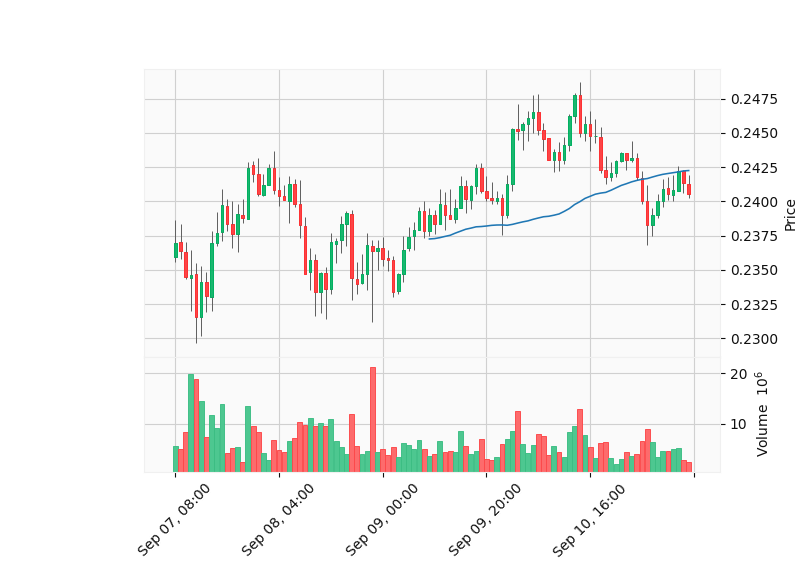 0.2475
0.2450
0.2425
0.2400
0.2375
0.2350
0.2325
0.2300
Price
20
10
Volume 10⁶
Sep 07, 08:00
Sep 08, 04:00
Sep 09, 00:00
Sep 09, 20:00
Sep 10, 16:00